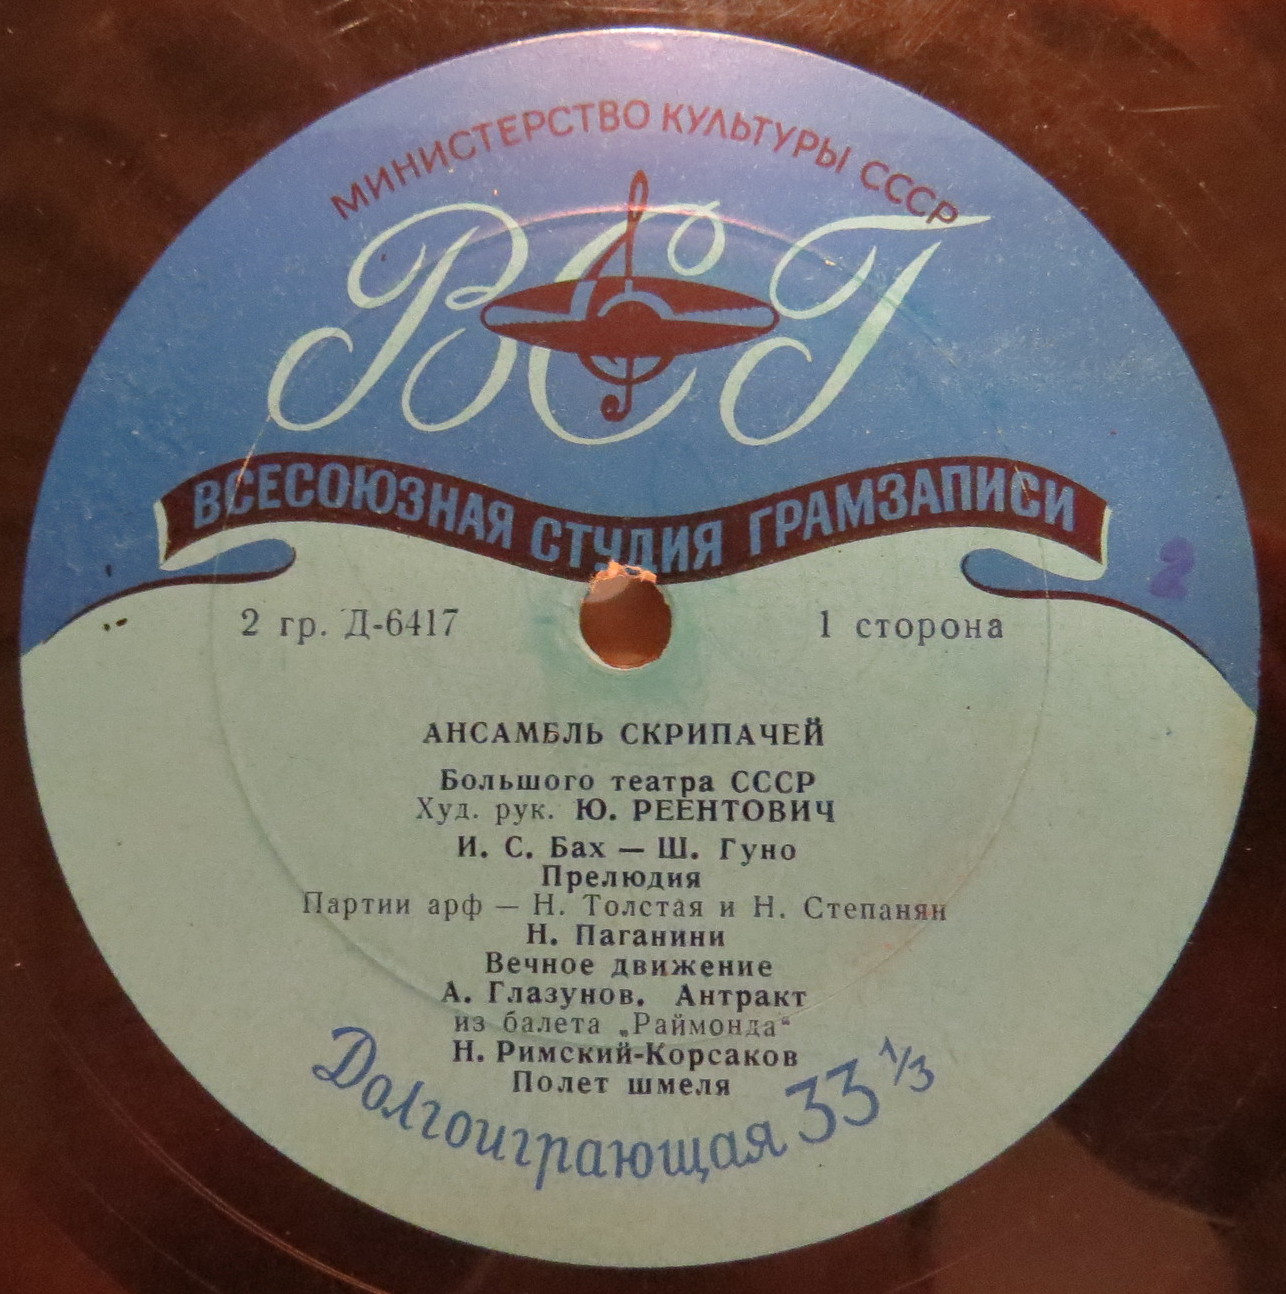 МИНИСТЕРСТВО КУЛЬТУРЫ СССР
ВСГ
ВСЕСОЮЗНАЯ СТУДИЯ ГРАМЗАПИСИ
2
2 гр. Д-6417
1 сторона
АНСАМБЛЬ СКРИПАЧЕЙ
Большого театра СССР
Худ. рук. Ю. РЕЕНТОВИЧ
И. С. Бах — Ш. Гуно
Прелюдия
Партии арф — Н. Толстая и Н. Степанян
Н. Паганини
Вечное движение
А. Глазунов. Антракт
из балета „Раймонда“
Н. Римский-Корсаков
Полет шмеля
Долгоиграющая 33 1/3